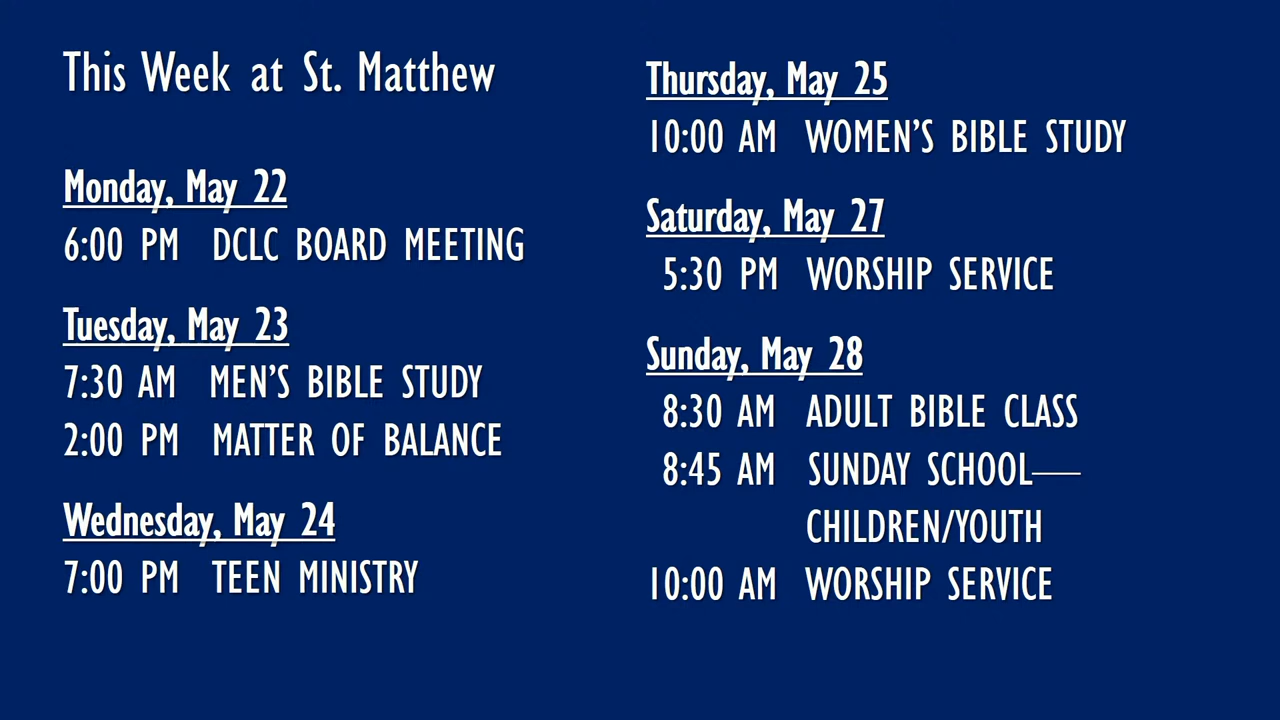 This Week at St. Matthew
Monday, May 22
6:00 PM DCLC BOARD MEETING
Tuesday, May 23
7:30 AM MEN’S BIBLE STUDY
2:00 PM MATTER OF BALANCE
Wednesday, May 24
7:00 PM TEEN MINISTRY
Thursday, May 25
10:00 AM WOMEN’S BIBLE STUDY
Saturday, May 27
5:30 PM WORSHIP SERVICE
Sunday, May 28
8:30 AM ADULT BIBLE CLASS
8:45 AM SUNDAY SCHOOL—
CHILDREN/YOUTH
10:00 AM WORSHIP SERVICE